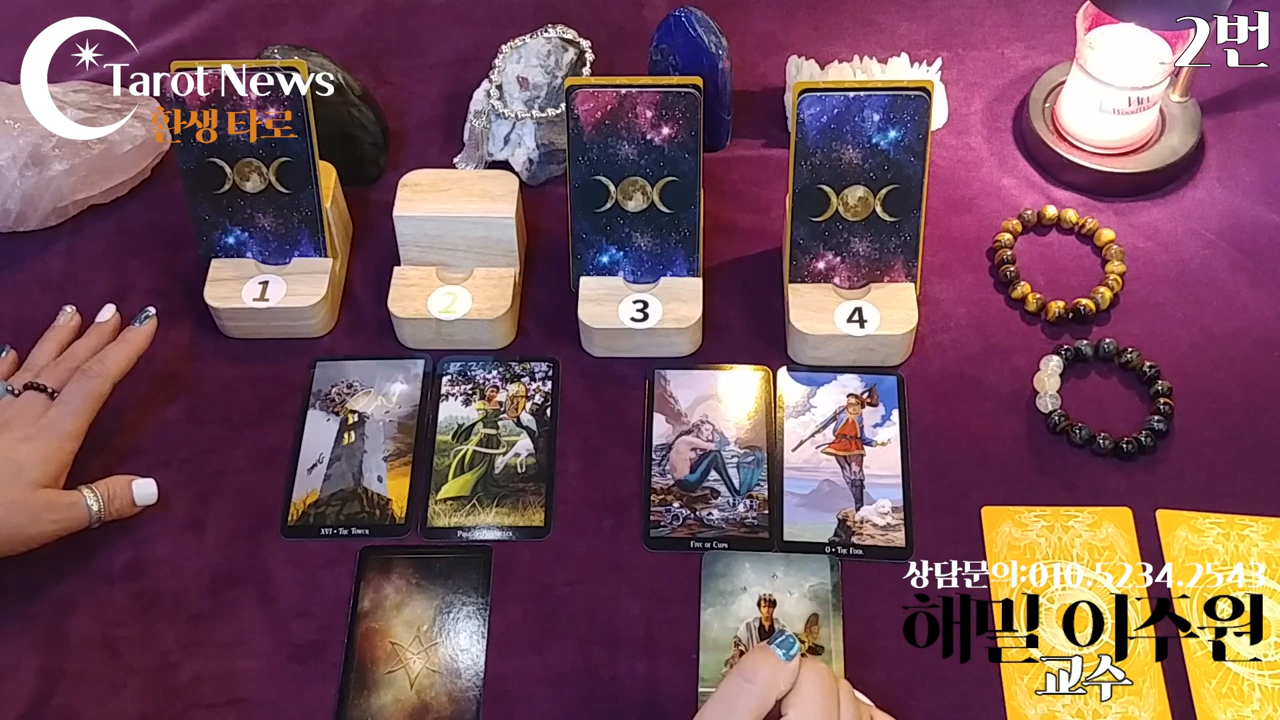 Tarot News
환생 타로
2번
1
2
3
4
XVI • THE TOWER
FIVE OF CUPS
0 • THE FOOL
상담문의:010.5234.2543
해밀 이수원
교수